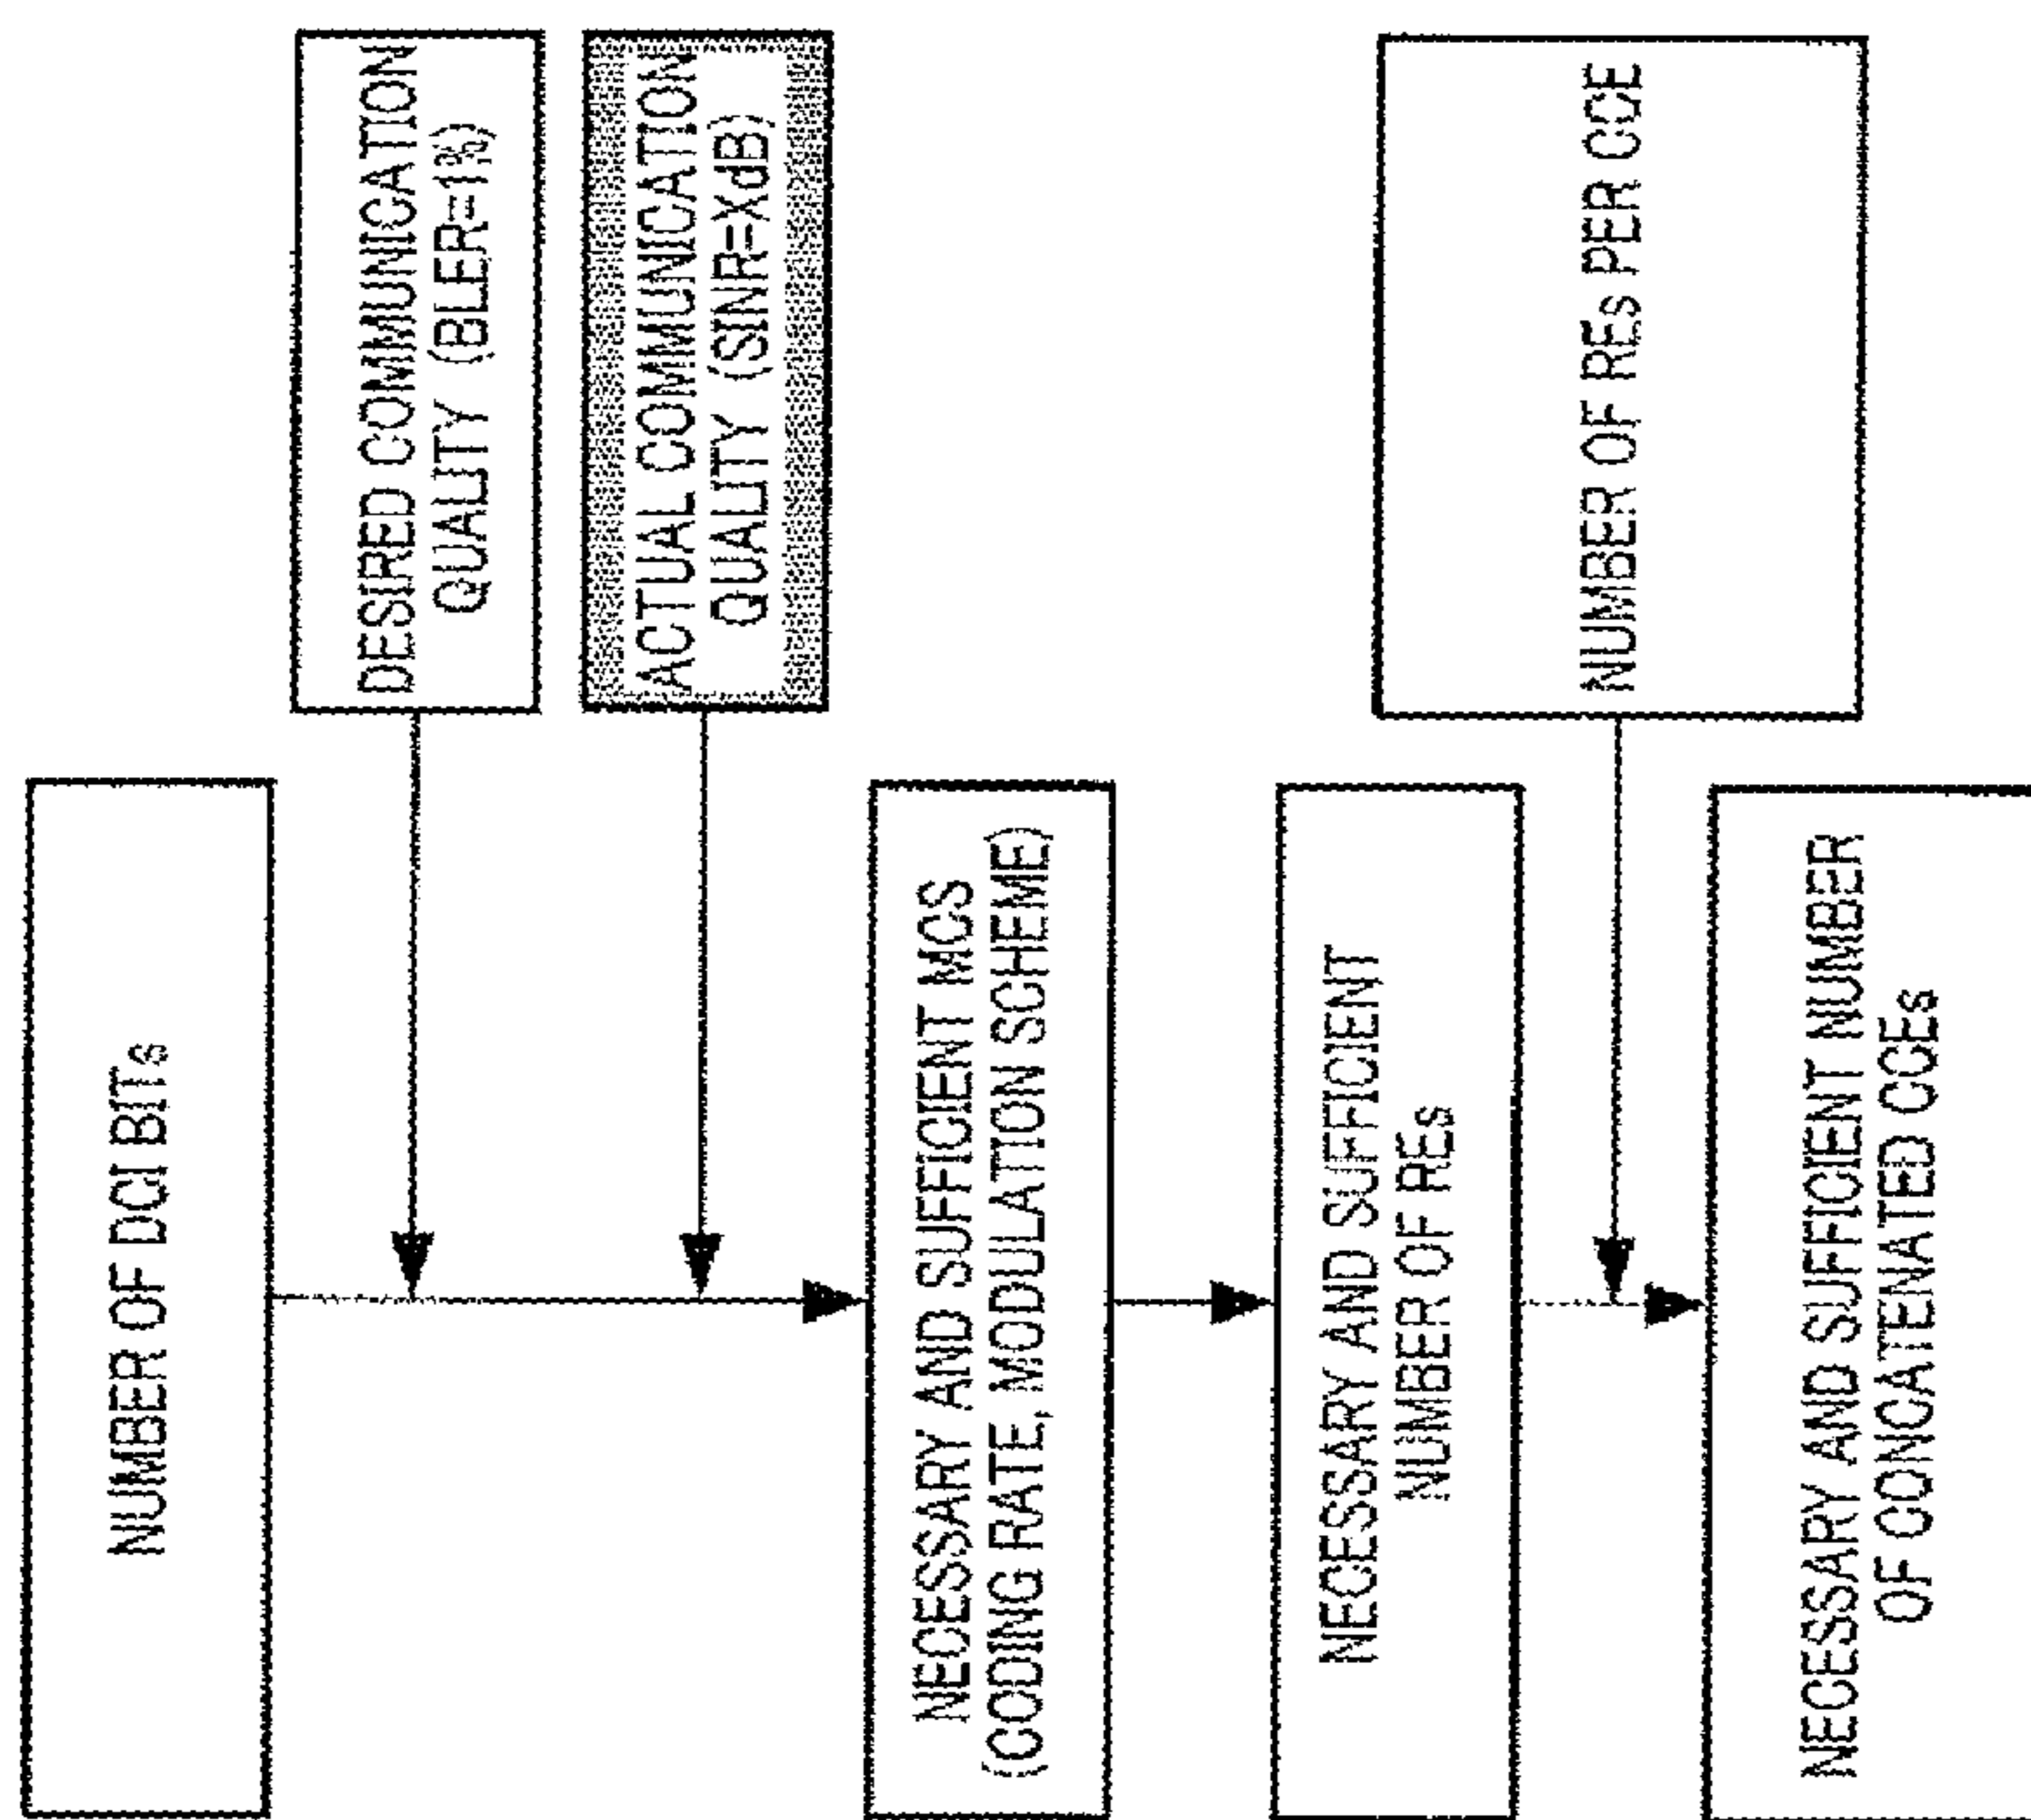 NUMBER OF DCI BITs
DESIRED COMMUNICATION
QUALITY (BLER=1%)
ACTUAL COMMUNICATION
QUALITY (SINR=XdB)
NECESSARY AND SUFFICIENT MCS
(CODING RATE, MODULATION SCHEME)
NECESSARY AND SUFFICIENT
NUMBER OF REs
NUMBER OF REs PER CCE
NECESSARY AND SUFFICIENT NUMBER
OF CONCATENATED CCEs